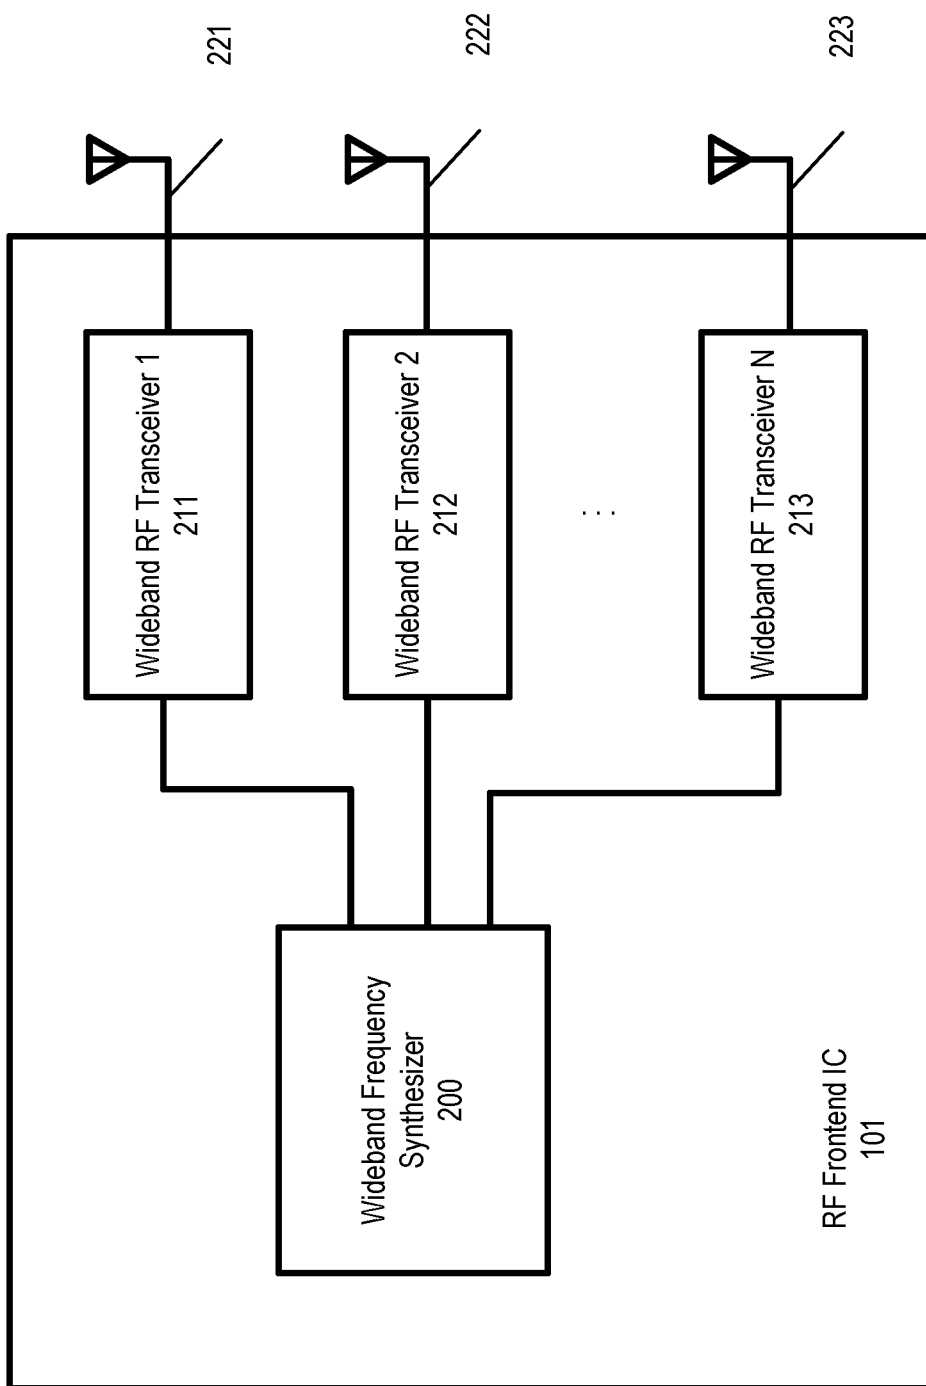 Wideband RF Transceiver 1
211
221
Wideband Frequency
Synthesizer
200
Wideband RF Transceiver 2
212
222
. . .
Wideband RF Transceiver N
213
223
RF Frontend IC
101